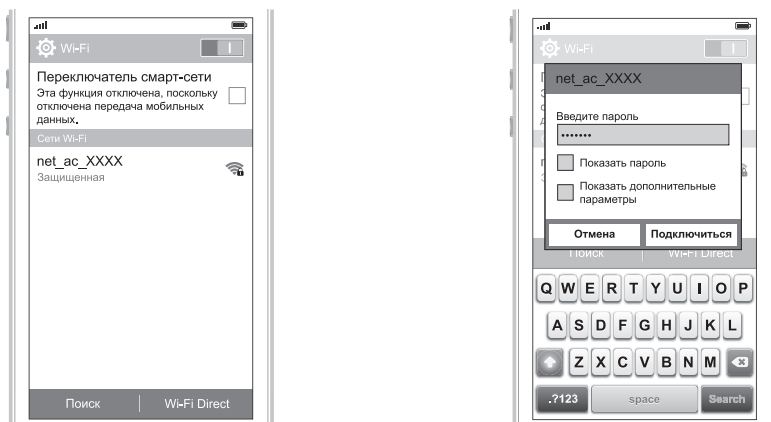 Wi-Fi
Переключатель смарт-сети
Эта функция отключена, поскольку
отключена передача мобильных
данных.
Сети Wi-Fi
net_ac_XXXX
Защищенная
Поиск
Wi-Fi Direct
Wi-Fi
net_ac_XXXX
Введите пароль
•••••••
Показать пароль
Показать дополнительные
параметры
Отмена
Подключиться
Поиск
Wi-Fi Direct
Q W E R T Y U I O P
A S D F G H J K L
Z X C V B N M
.?123
space
Search